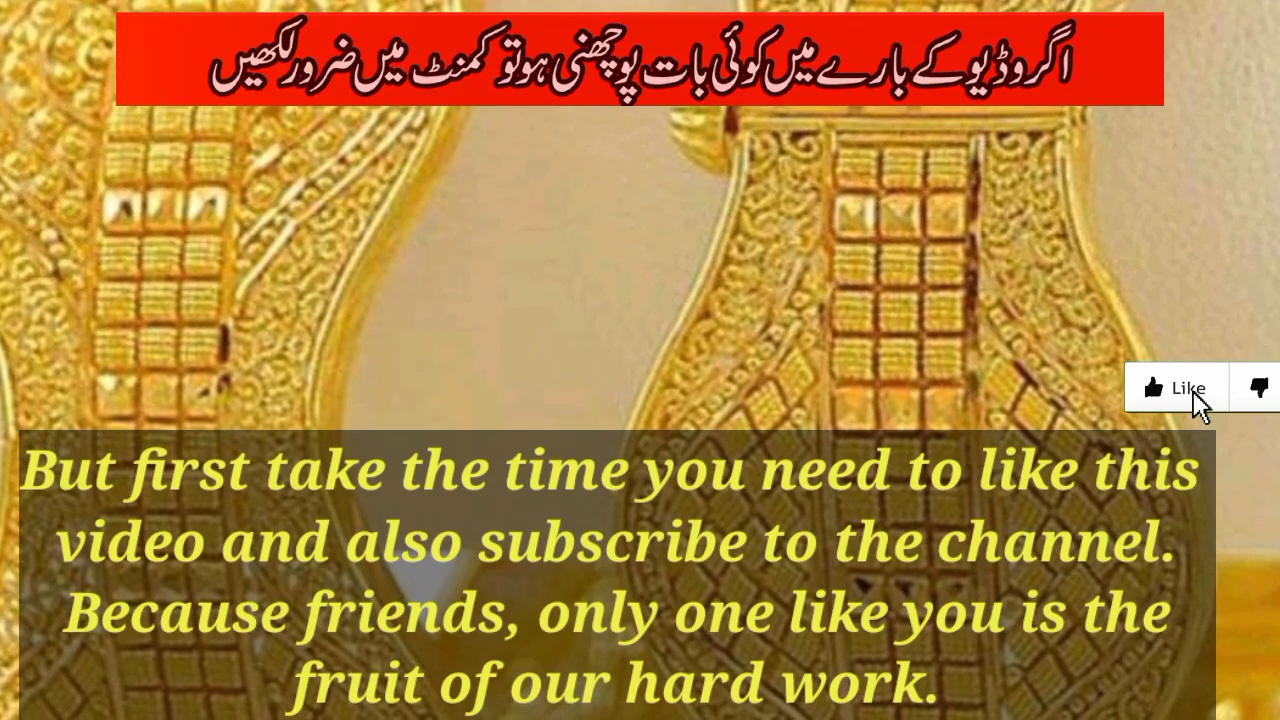 اگر وڈیو کے بارے میں کوئی بات پوچھنی ہو تو کمنٹ میں ضرور لکھیں
Like
But first take the time you need to like this
video and also subscribe to the channel.
Because friends, only one like you is the
fruit of our hard work.